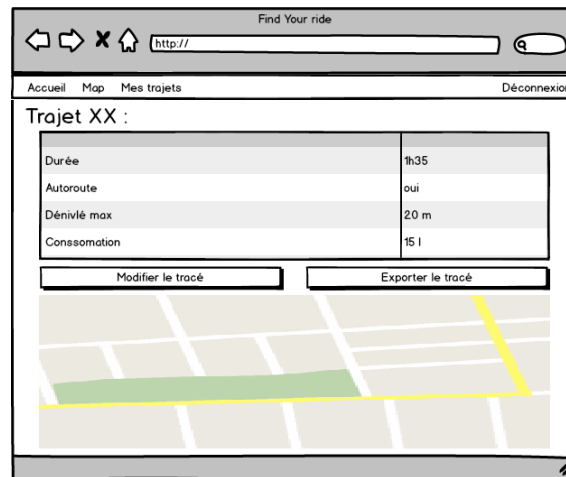 Find Your ride
http://
Accueil Map Mes trajets Déconnexion
Trajet XX :
Durée 1h35
Autoroute oui
Dénivlé max 20 m
Conssomation 15 l
Modifier le tracé Exporter le tracé